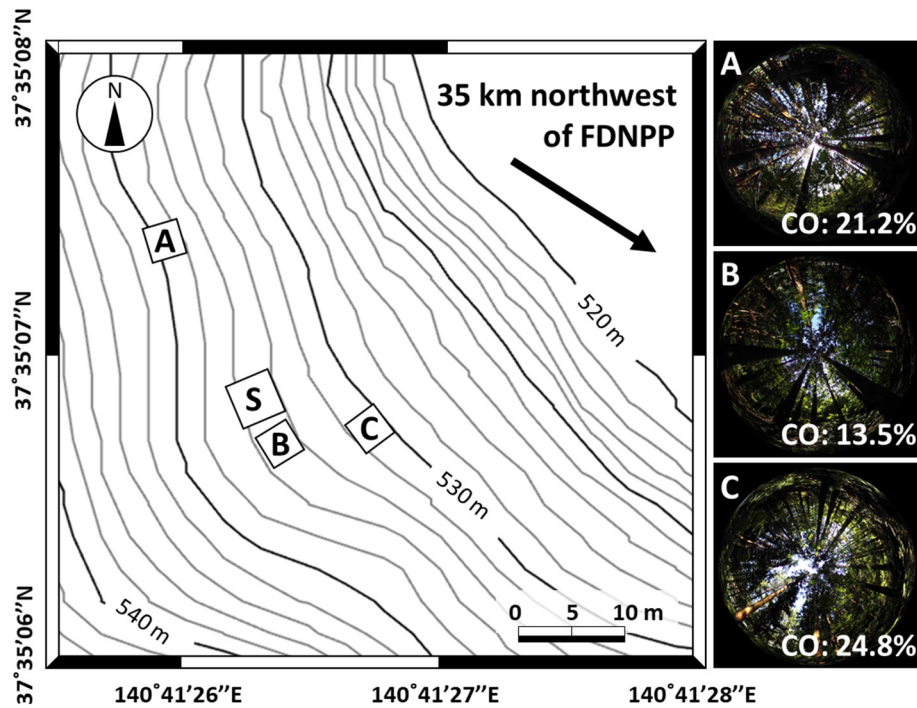 37˚35'08''N
37˚35'07''N
37˚35'06''N
N
35 km northwest
of FDNPP
A
S
B
C
520 m
530 m
540 m
0 5 10 m
140˚41'26''E
140˚41'27''E
140˚41'28''E
A
CO: 21.2%
B
CO: 13.5%
C
CO: 24.8%